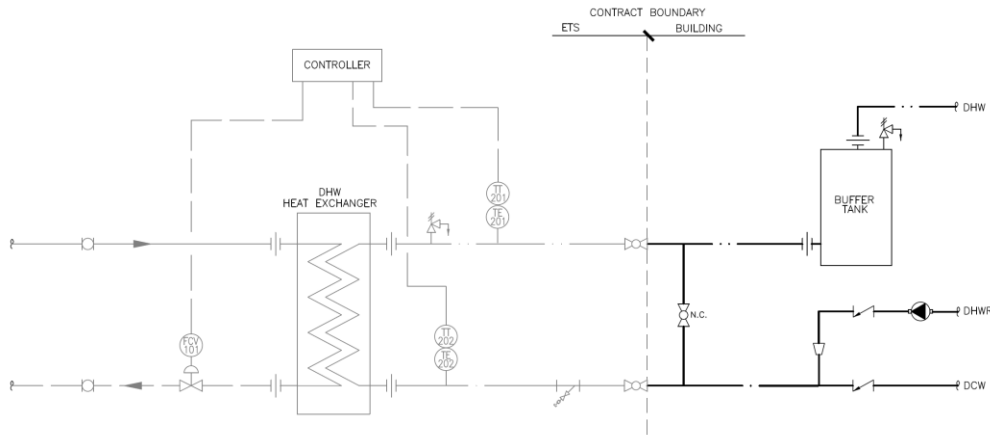 CONTRACT BOUNDARY
ETS
BUILDING
CONTROLLER
DHW
DHW
HEAT EXCHANGER
TT
201
TE
201
BUFFER
TANK
N.C.
DHWR
FCV
101
TT
202
TE
202
DCW